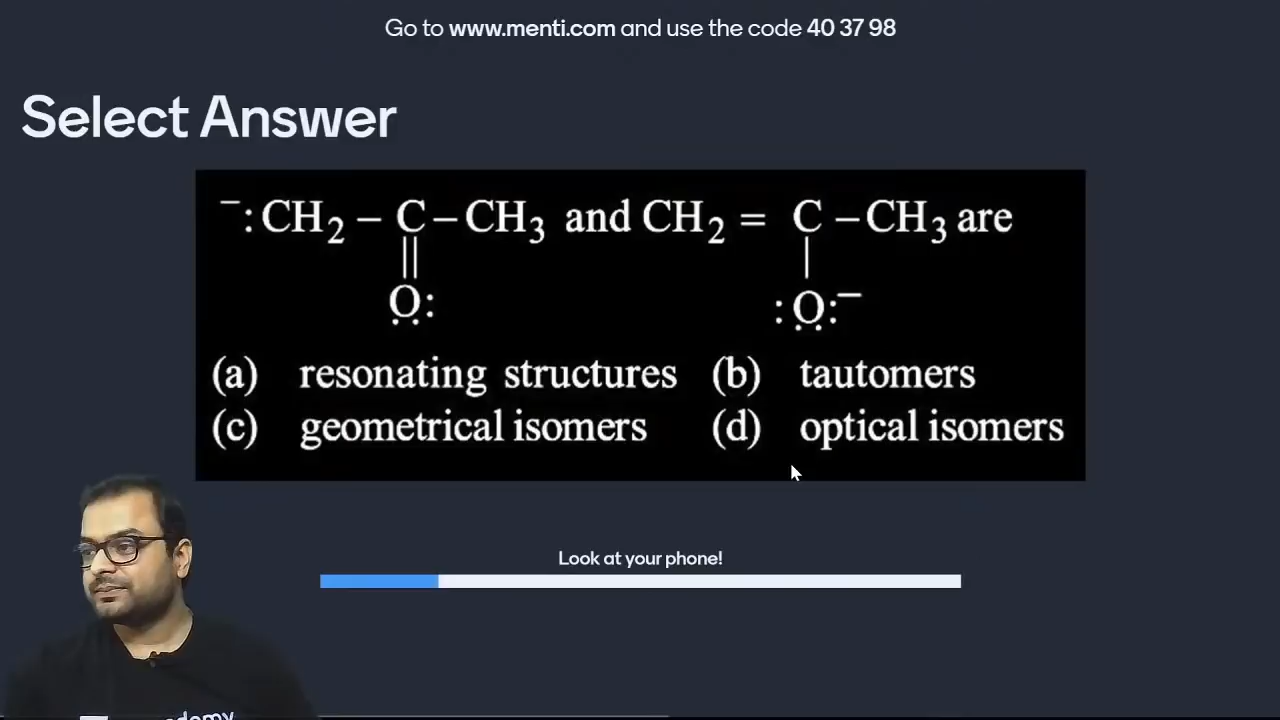 Go to www.menti.com and use the code 40 37 98
Select Answer
⁻:CH₂ – C – CH₃ and CH₂ = C – CH₃ are
O: :O:⁻
(a) resonating structures (b) tautomers
(c) geometrical isomers (d) optical isomers
Look at your phone!